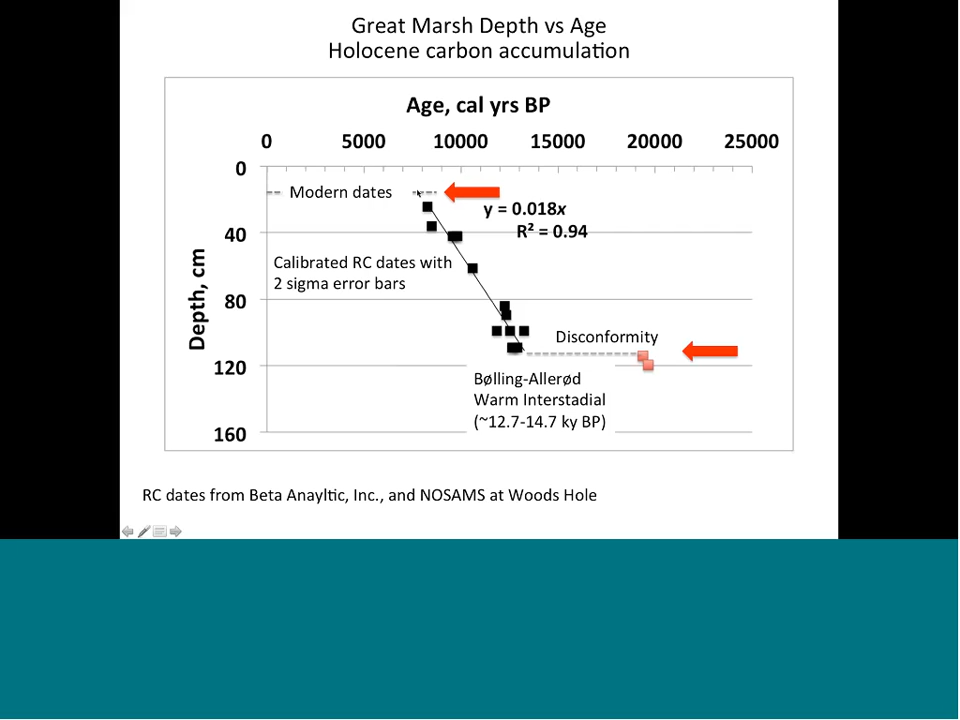 Great Marsh Depth vs Age
Holocene carbon accumulation
Age, cal yrs BP
0 5000 10000 15000 20000 25000
0
Modern dates
y = 0.018x
R² = 0.94
40
Calibrated RC dates with
2 sigma error bars
Depth, cm
80
Disconformity
120
Bølling-Allerød
Warm Interstadial
(~12.7-14.7 ky BP)
160
RC dates from Beta Anayltic, Inc., and NOSAMS at Woods Hole